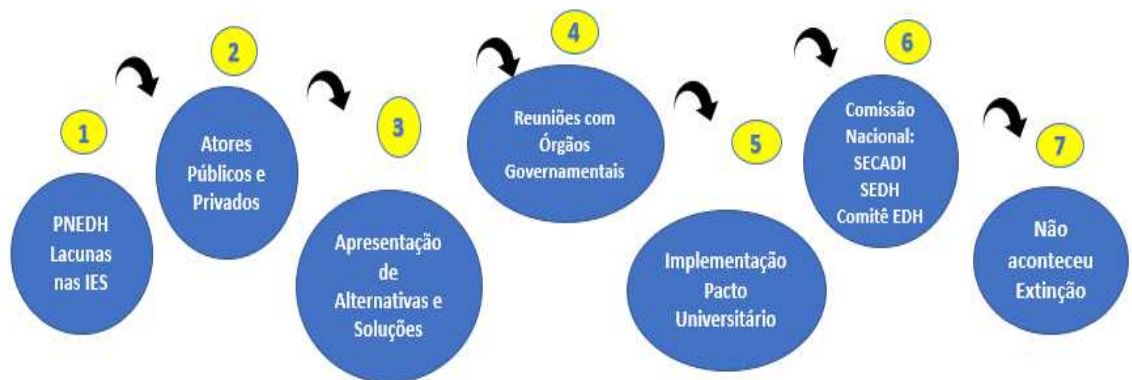 1
PNEDH
Lacunas
nas IES
2
Atores
Públicos e
Privados
3
Apresentação
de
Alternativas e
Soluções
4
Reuniões com
Órgãos
Governamentais
5
Implementação
Pacto
Universitário
6
Comissão
Nacional:
SECADI
SEDH
Comitê EDH
7
Não
aconteceu
Extinção